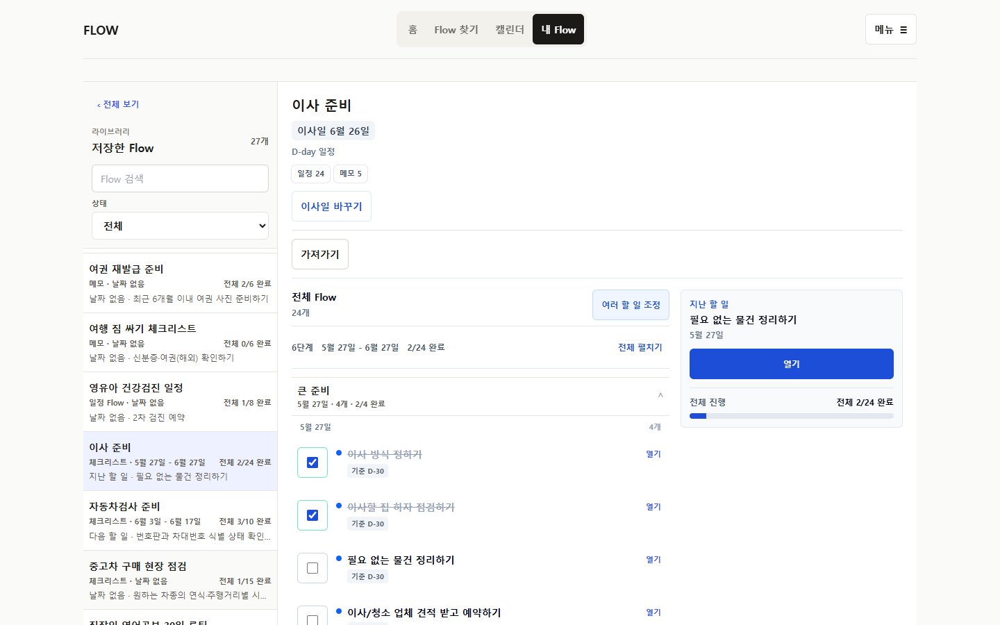 FLOW
홈
Flow 찾기
캘린더
내 Flow
메뉴 ☰
‹ 전체 보기
라이브러리
저장한 Flow
27개
Flow 검색
상태
전체
여권 재발급 준비
메모 · 날짜 없음
전체 2/6 완료
날짜 없음 · 최근 6개월 이내 여권 사진 준비하기
여행 짐 싸기 체크리스트
메모 · 날짜 없음
전체 0/6 완료
날짜 없음 · 신분증·여권(해외) 확인하기
영유아 건강검진 일정
일정 Flow · 날짜 없음
전체 1/8 완료
날짜 없음 · 2차 검진 예약
이사 준비
체크리스트 · 5월 27일 - 6월 27일
전체 2/24 완료
지난 할 일 · 필요 없는 물건 정리하기
자동차검사 준비
체크리스트 · 6월 3일 - 6월 17일
전체 3/10 완료
다음 할 일 · 번호판과 차대번호 식별 상태 확인...
중고차 구매 현장 점검
체크리스트 · 날짜 없음
전체 1/15 완료
날짜 없음 · 원하는 차종의 연식·주행거리별 시...
이사 준비
이사일 6월 26일
D-day 일정
일정 24
메모 5
이사일 바꾸기
가져가기
전체 Flow
24개
여러 할 일 조정
6단계 5월 27일 - 6월 27일 2/24 완료
전체 펼치기
큰 준비
5월 27일 · 4개 · 2/4 완료
^
5월 27일
4개
이사 방식 정하기
기준 D-30
열기
이사할 집 하자 점검하기
기준 D-30
열기
필요 없는 물건 정리하기
기준 D-30
열기
이사/청소 업체 견적 받고 예약하기
열기
지난 할 일
필요 없는 물건 정리하기
5월 27일
열기
전체 진행
전체 2/24 완료